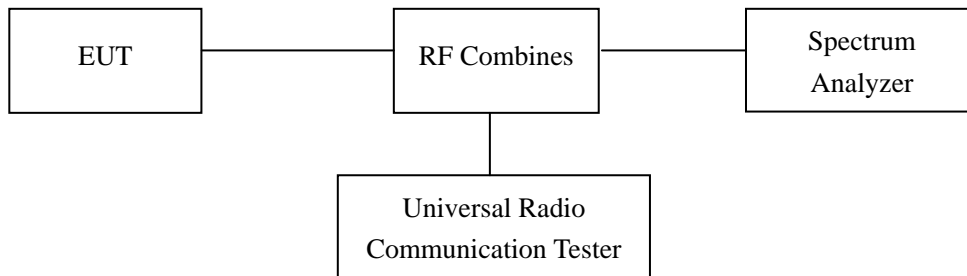 EUT
RF Combines
Spectrum
Analyzer
Universal Radio
Communication Tester